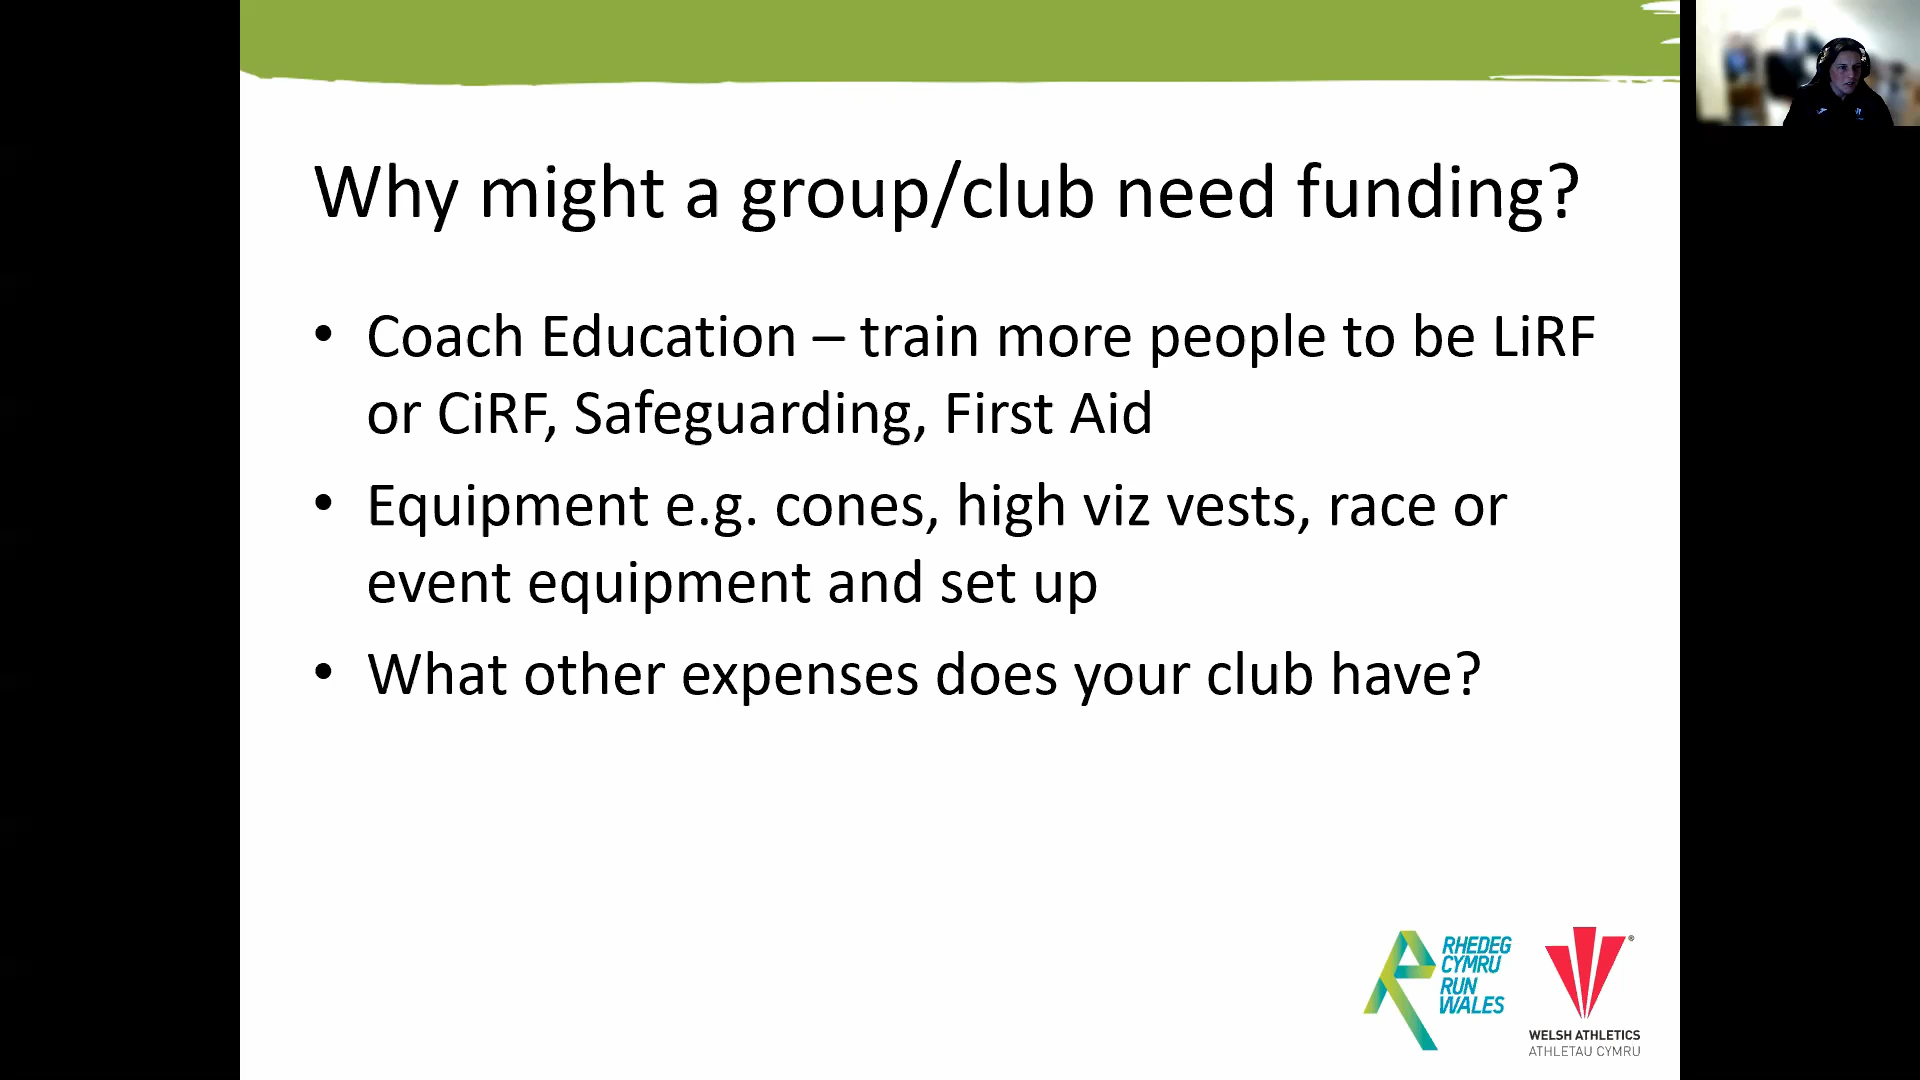 Why might a group/club need funding?
• Coach Education – train more people to be LiRF
or CiRF, Safeguarding, First Aid
• Equipment e.g. cones, high viz vests, race or
event equipment and set up
• What other expenses does your club have?
RHEDEG
CYMRU
RUN
WALES
®
WELSH ATHLETICS
ATHLETAU CYMRU